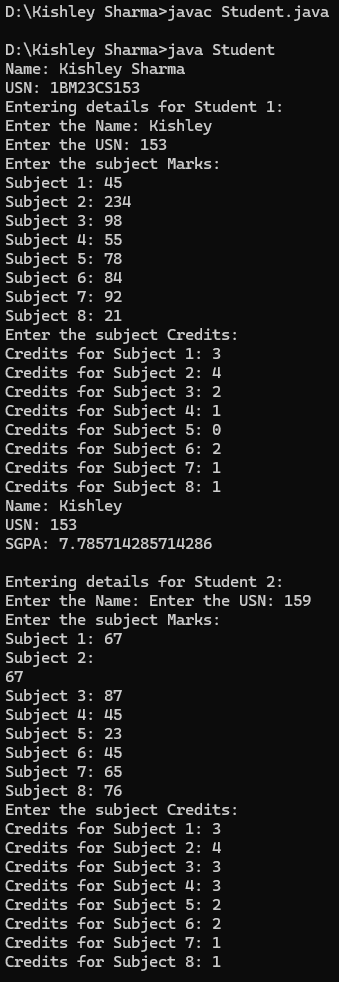 D:\Kishley Sharma>javac Student.java
D:\Kishley Sharma>java Student
Name: Kishley Sharma
USN: 1BM23CS153
Entering details for Student 1:
Enter the Name: Kishley
Enter the USN: 153
Enter the subject Marks:
Subject 1: 45
Subject 2: 234
Subject 3: 98
Subject 4: 55
Subject 5: 78
Subject 6: 84
Subject 7: 92
Subject 8: 21
Enter the subject Credits:
Credits for Subject 1: 3
Credits for Subject 2: 4
Credits for Subject 3: 2
Credits for Subject 4: 1
Credits for Subject 5: 0
Credits for Subject 6: 2
Credits for Subject 7: 1
Credits for Subject 8: 1
Name: Kishley
USN: 153
SGPA: 7.785714285714286
Entering details for Student 2:
Enter the Name: Enter the USN: 159
Enter the subject Marks:
Subject 1: 67
Subject 2:
67
Subject 3: 87
Subject 4: 45
Subject 5: 23
Subject 6: 45
Subject 7: 65
Subject 8: 76
Enter the subject Credits:
Credits for Subject 1: 3
Credits for Subject 2: 4
Credits for Subject 3: 3
Credits for Subject 4: 3
Credits for Subject 5: 2
Credits for Subject 6: 2
Credits for Subject 7: 1
Credits for Subject 8: 1